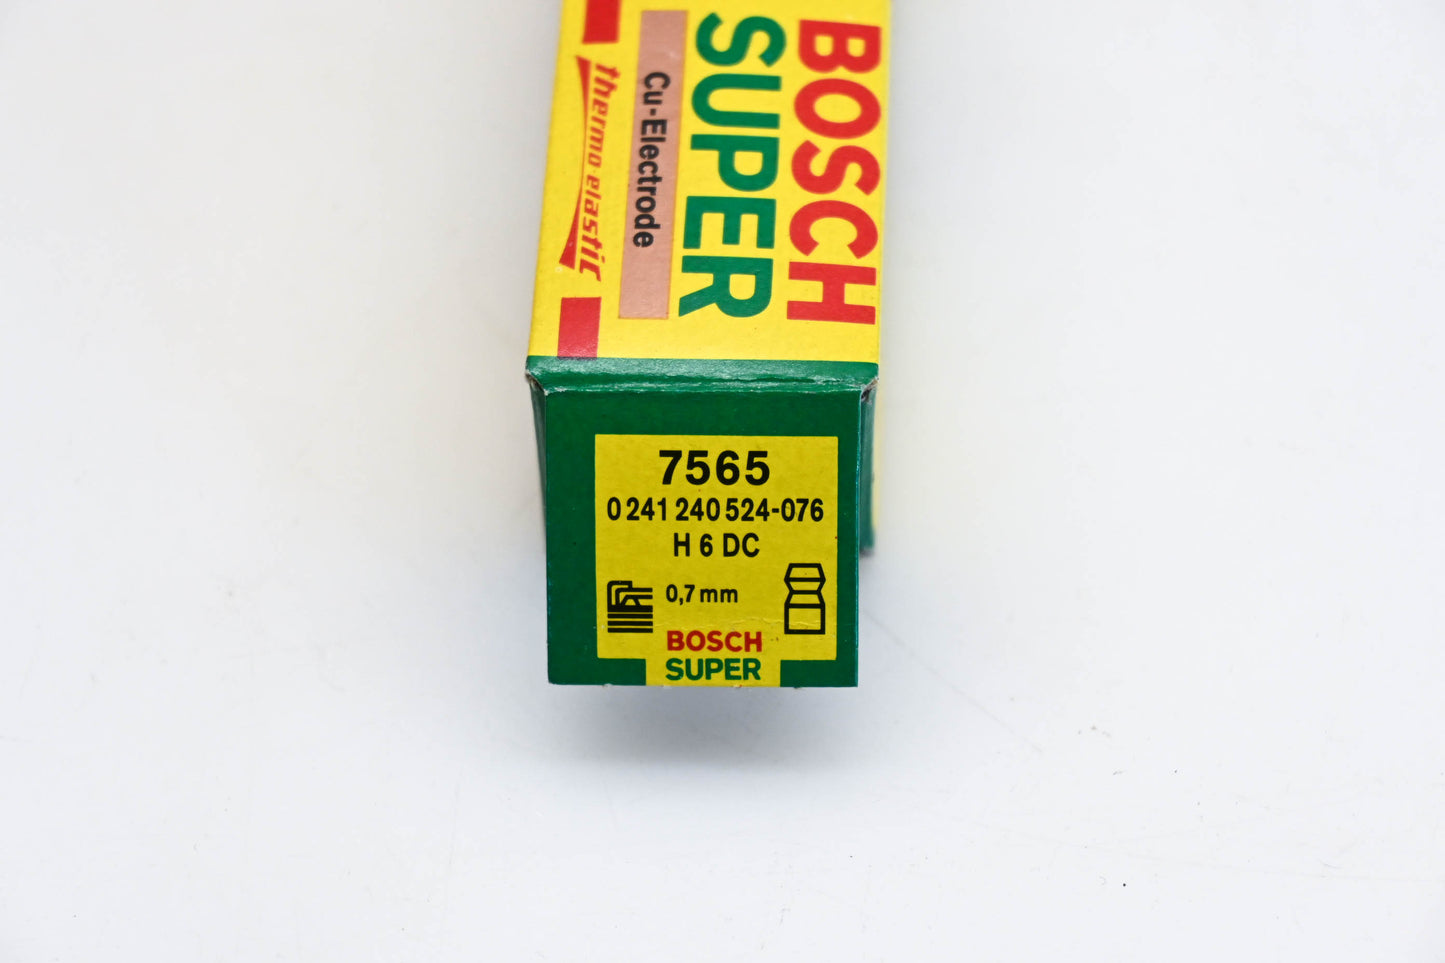 BOSCH
SUPER
Cu-Electrode
thermo-elastic
7565
0 241 240 524-076
H 6 DC
0,7 mm
BOSCH
SUPER